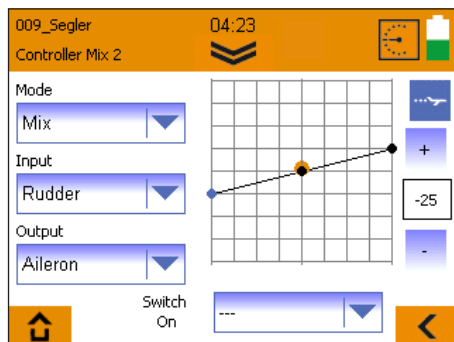 009_Segler
04:23
Controller Mix 2
Mode
Mix
+
Input
Rudder
-25
Output
Aileron
-
Switch
On
---